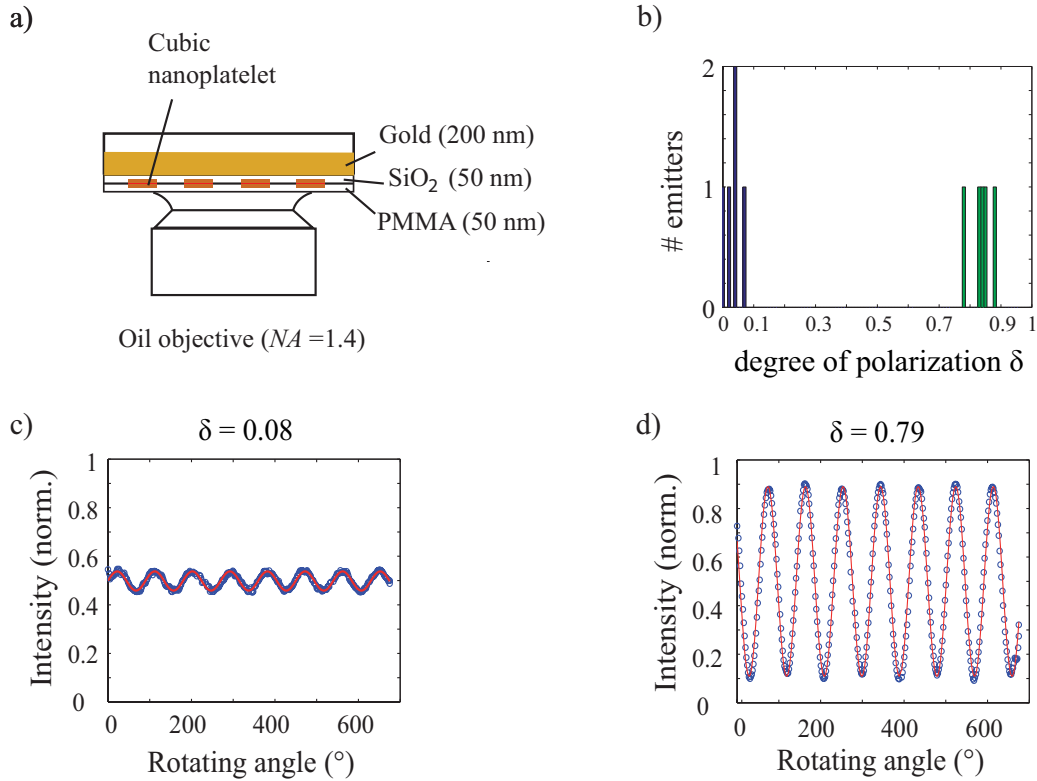 a)
Cubic
nanoplatelet
Gold (200 nm)
SiO₂ (50 nm)
PMMA (50 nm)
Oil objective (NA =1.4)
b)
2
1
0
0 0.1 0.3 0.5 0.7 0.9 1
# emitters
degree of polarization δ
c)
δ = 0.08
1
0.8
0.6
0.4
0.2
0
0 200 400 600
Intensity (norm.)
Rotating angle (°)
d)
δ = 0.79
1
0.8
0.6
0.4
0.2
0
0 200 400 600
Intensity (norm.)
Rotating angle (°)